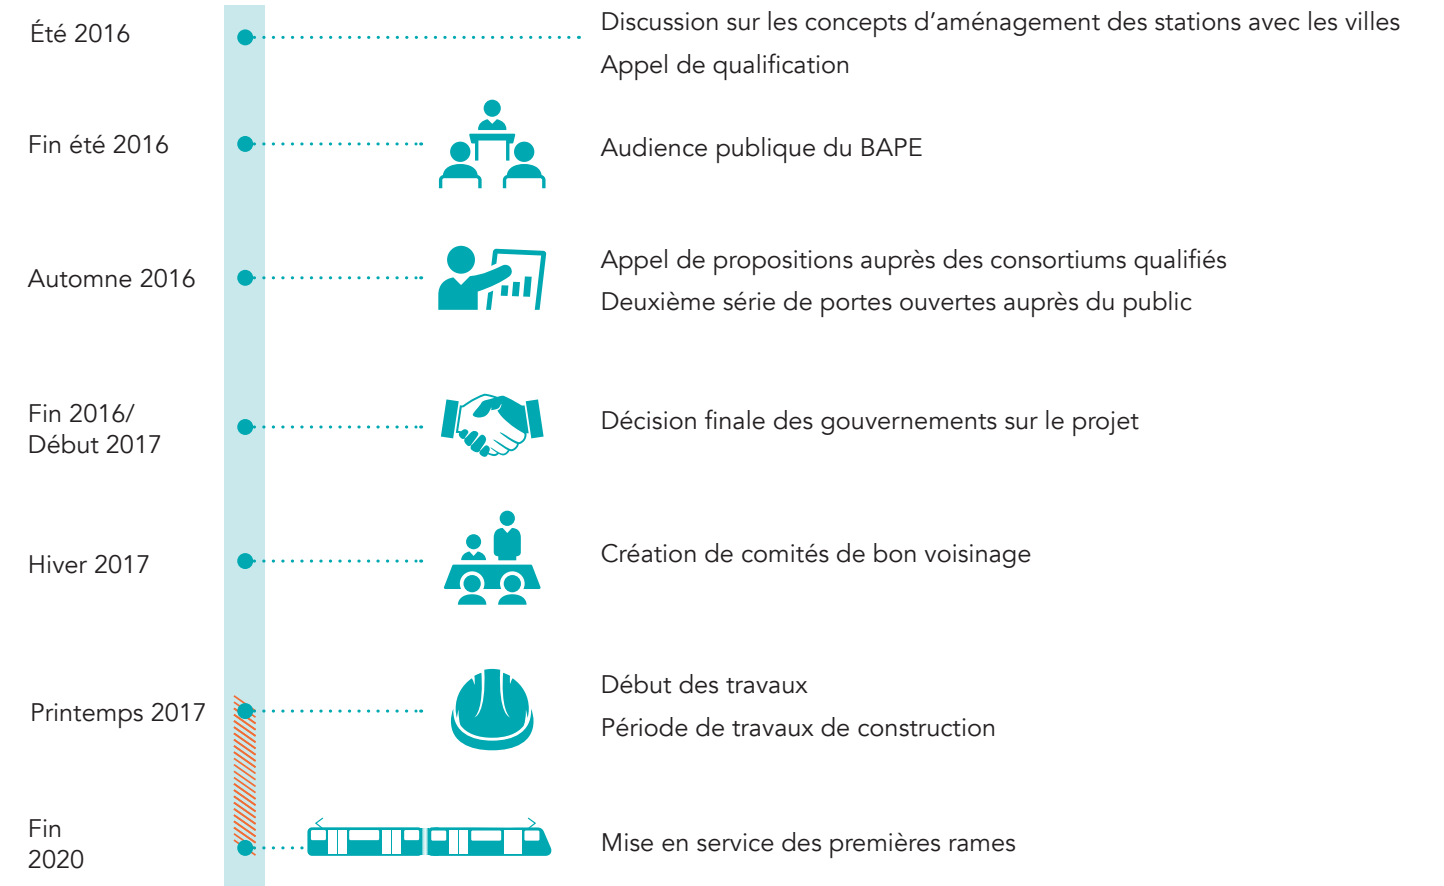 Été 2016
Discussion sur les concepts d’aménagement des stations avec les villes
Appel de qualification
Fin été 2016
Audience publique du BAPE
Automne 2016
Appel de propositions auprès des consortiums qualifiés
Deuxième série de portes ouvertes auprès du public
Fin 2016/
Début 2017
Décision finale des gouvernements sur le projet
Hiver 2017
Création de comités de bon voisinage
Printemps 2017
Début des travaux
Période de travaux de construction
Fin
2020
Mise en service des premières rames